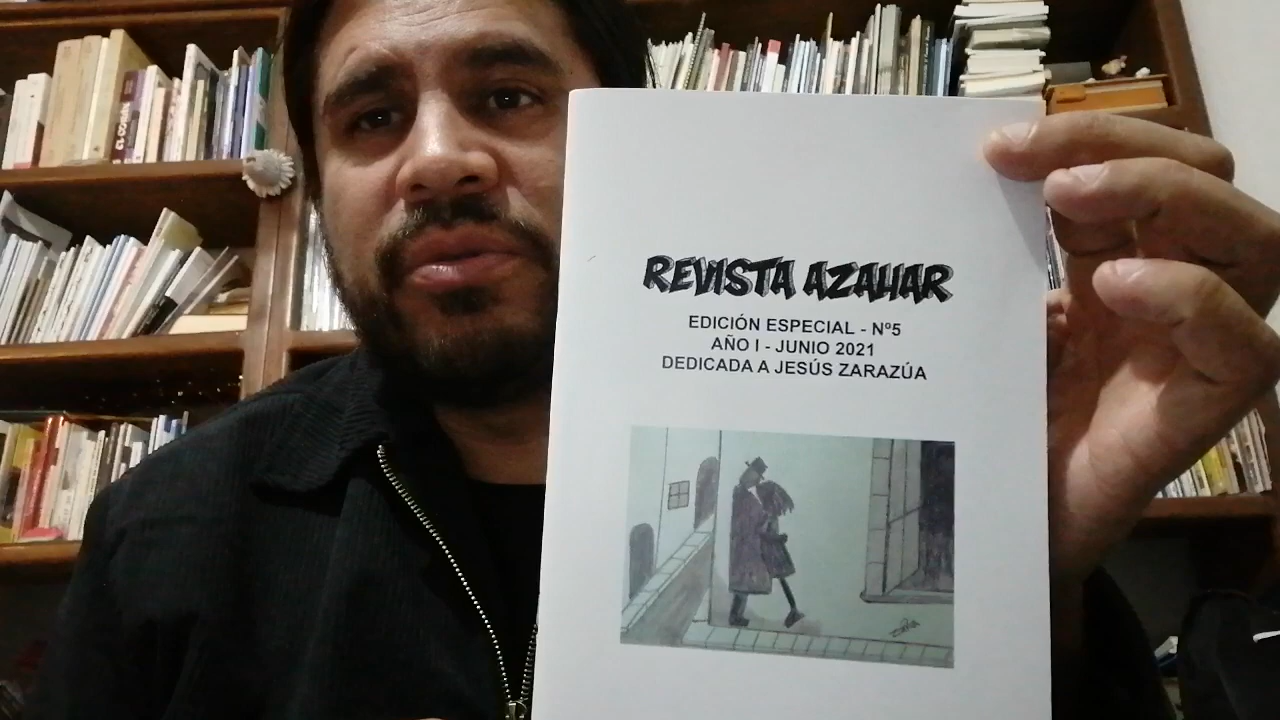 REVISTA AZAHAR
EDICIÓN ESPECIAL - Nº5
AÑO I - JUNIO 2021
DEDICADA A JESÚS ZARAZÚA